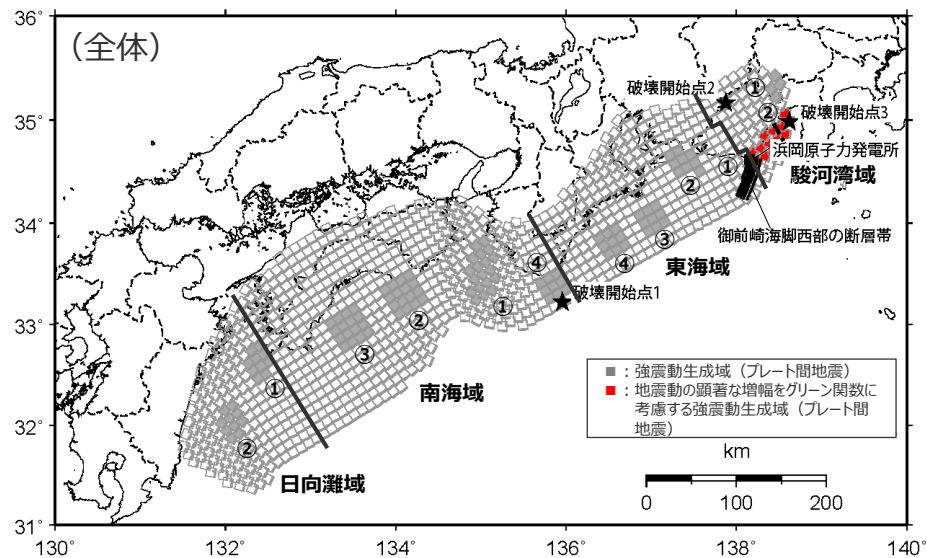 36°
（全体）
破壊開始点2
①
35°
②
破壊開始点3
浜岡原子力発電所
①
②
駿河湾域
34°
御前崎海脚西部の断層帯
③
④
④
東海域
破壊開始点1
①
33°
②
③
■ ：強震動生成域（プレート間地震）
①
■ ：地震動の顕著な増幅をグリーン関数に
南海域
考慮する強震動生成域（プレート間
地震）
32°
②
km
日向灘域
0 50 100 150 200
31°
130° 132° 134° 136° 138° 140°